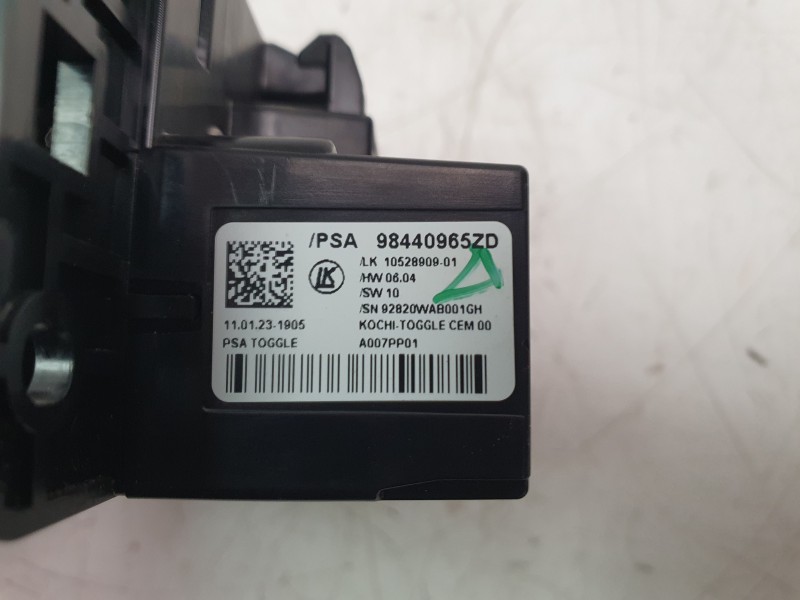 /PSA 98440965ZD
/LK 10528909-01
LK
/HW 06.04
/SW 10
/SN 92820WAB001GH
11.01.23-1905 KOCHI-TOGGLE CEM 00
PSA TOGGLE A007PP01